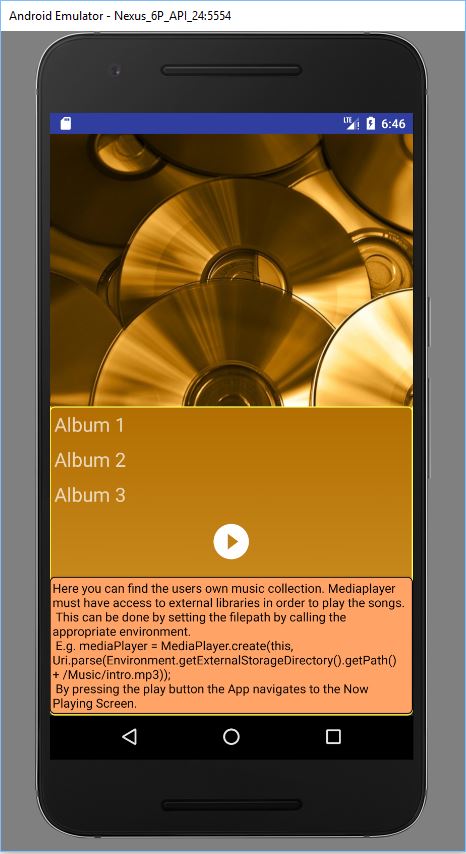 Android Emulator - Nexus_6P_API_24:5554
LTE 6:46
Album 1
Album 2
Album 3
Here you can find the users own music collection. Mediaplayer
must have access to external libraries in order to play the songs.
This can be done by setting the filepath by calling the
appropriate environment.
E.g. mediaPlayer = MediaPlayer.create(this,
Uri.parse(Environment.getExternalStorageDirectory().getPath()
+ /Music/intro.mp3));
By pressing the play button the App navigates to the Now
Playing Screen.